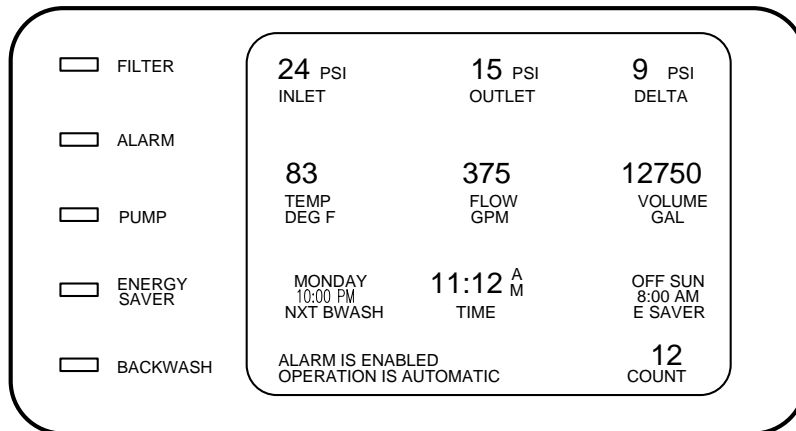 FILTER
ALARM
PUMP
ENERGY
SAVER
BACKWASH
24 PSI 15 PSI 9 PSI
INLET OUTLET DELTA
83 375 12750
TEMP FLOW VOLUME
DEG F GPM GAL
MONDAY 11:12 AM OFF SUN
10:00 PM 8:00 AM
NXT BWASH TIME E SAVER
ALARM IS ENABLED 12
OPERATION IS AUTOMATIC COUNT